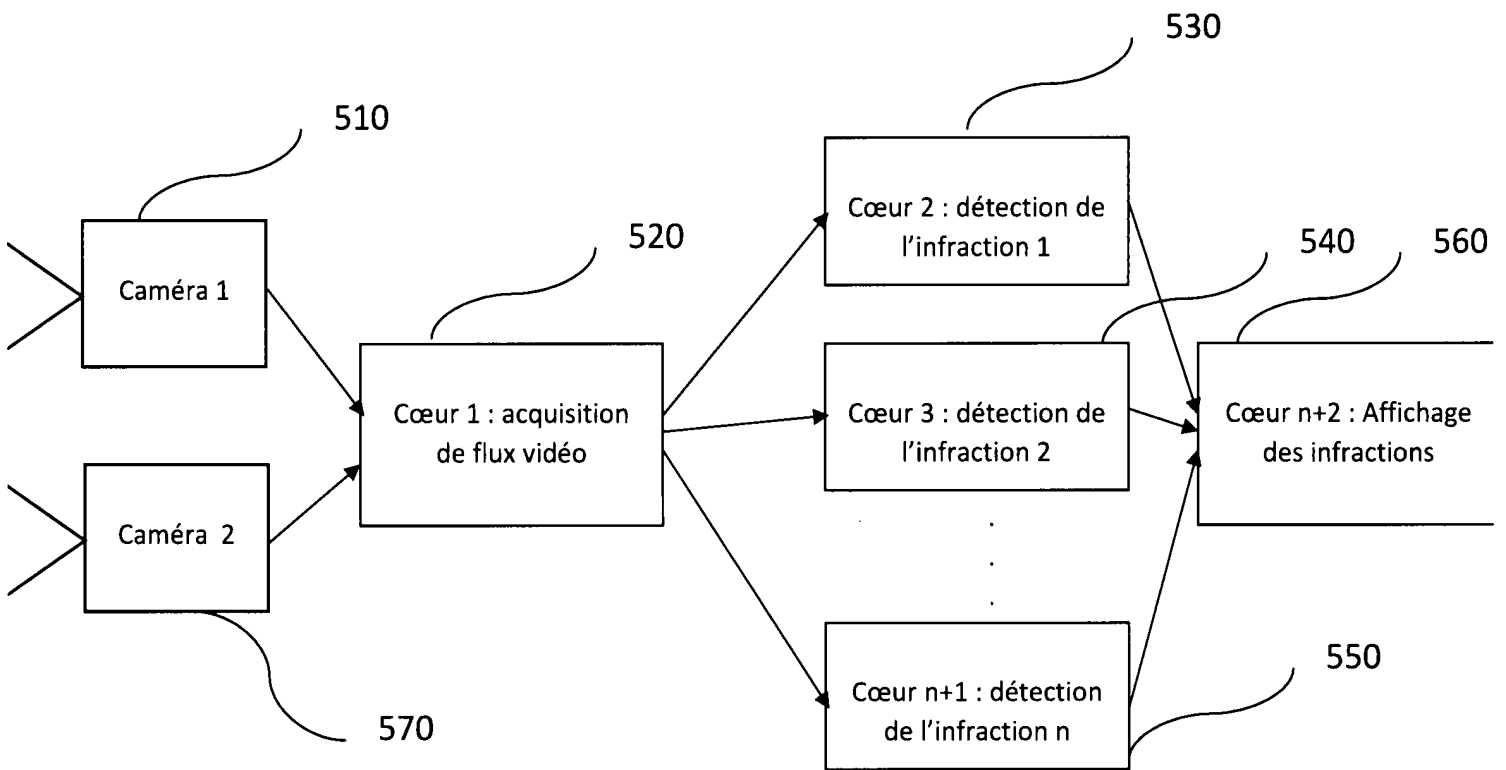 530
510
Cœur 2 : détection de
l'infraction 1
520
540
560
Caméra 1
Cœur 1 : acquisition
de flux vidéo
Cœur 3 : détection de
l'infraction 2
Cœur n+2 : Affichage
des infractions
Caméra 2
570
Cœur n+1 : détection
de l'infraction n
550